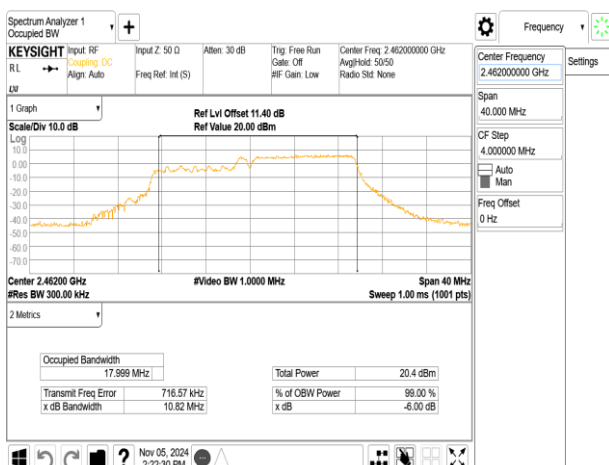 Spectrum Analyzer 1
Occupied BW
Frequency
KEYSIGHT
RL
LXI
Input: RF
Coupling: DC
Align: Auto
Input Z: 50 Ω
Freq Ref: Int (S)
Atten: 30 dB
Trig: Free Run
Gate: Off
#IF Gain: Low
Center Freq: 2.462000000 GHz
Avg|Hold: 50/50
Radio Std: None
Center Frequency
2.462000000 GHz
Settings
Span
40.000 MHz
CF Step
4.000000 MHz
Auto
Man
Freq Offset
0 Hz
1 Graph
Scale/Div 10.0 dB
Ref Lvl Offset 11.40 dB
Ref Value 20.00 dBm
Log
10.0
0.00
-10.0
-20.0
-30.0
-40.0
-50.0
-60.0
-70.0
Center 2.46200 GHz
#Video BW 1.0000 MHz
Span 40 MHz
#Res BW 300.00 kHz
Sweep 1.00 ms (1001 pts)
2 Metrics
Occupied Bandwidth
17.999 MHz
Total Power 20.4 dBm
Transmit Freq Error 716.57 kHz
% of OBW Power 99.00 %
x dB Bandwidth 10.82 MHz
x dB -6.00 dB
?
Nov 05, 2024
2:22:30 PM